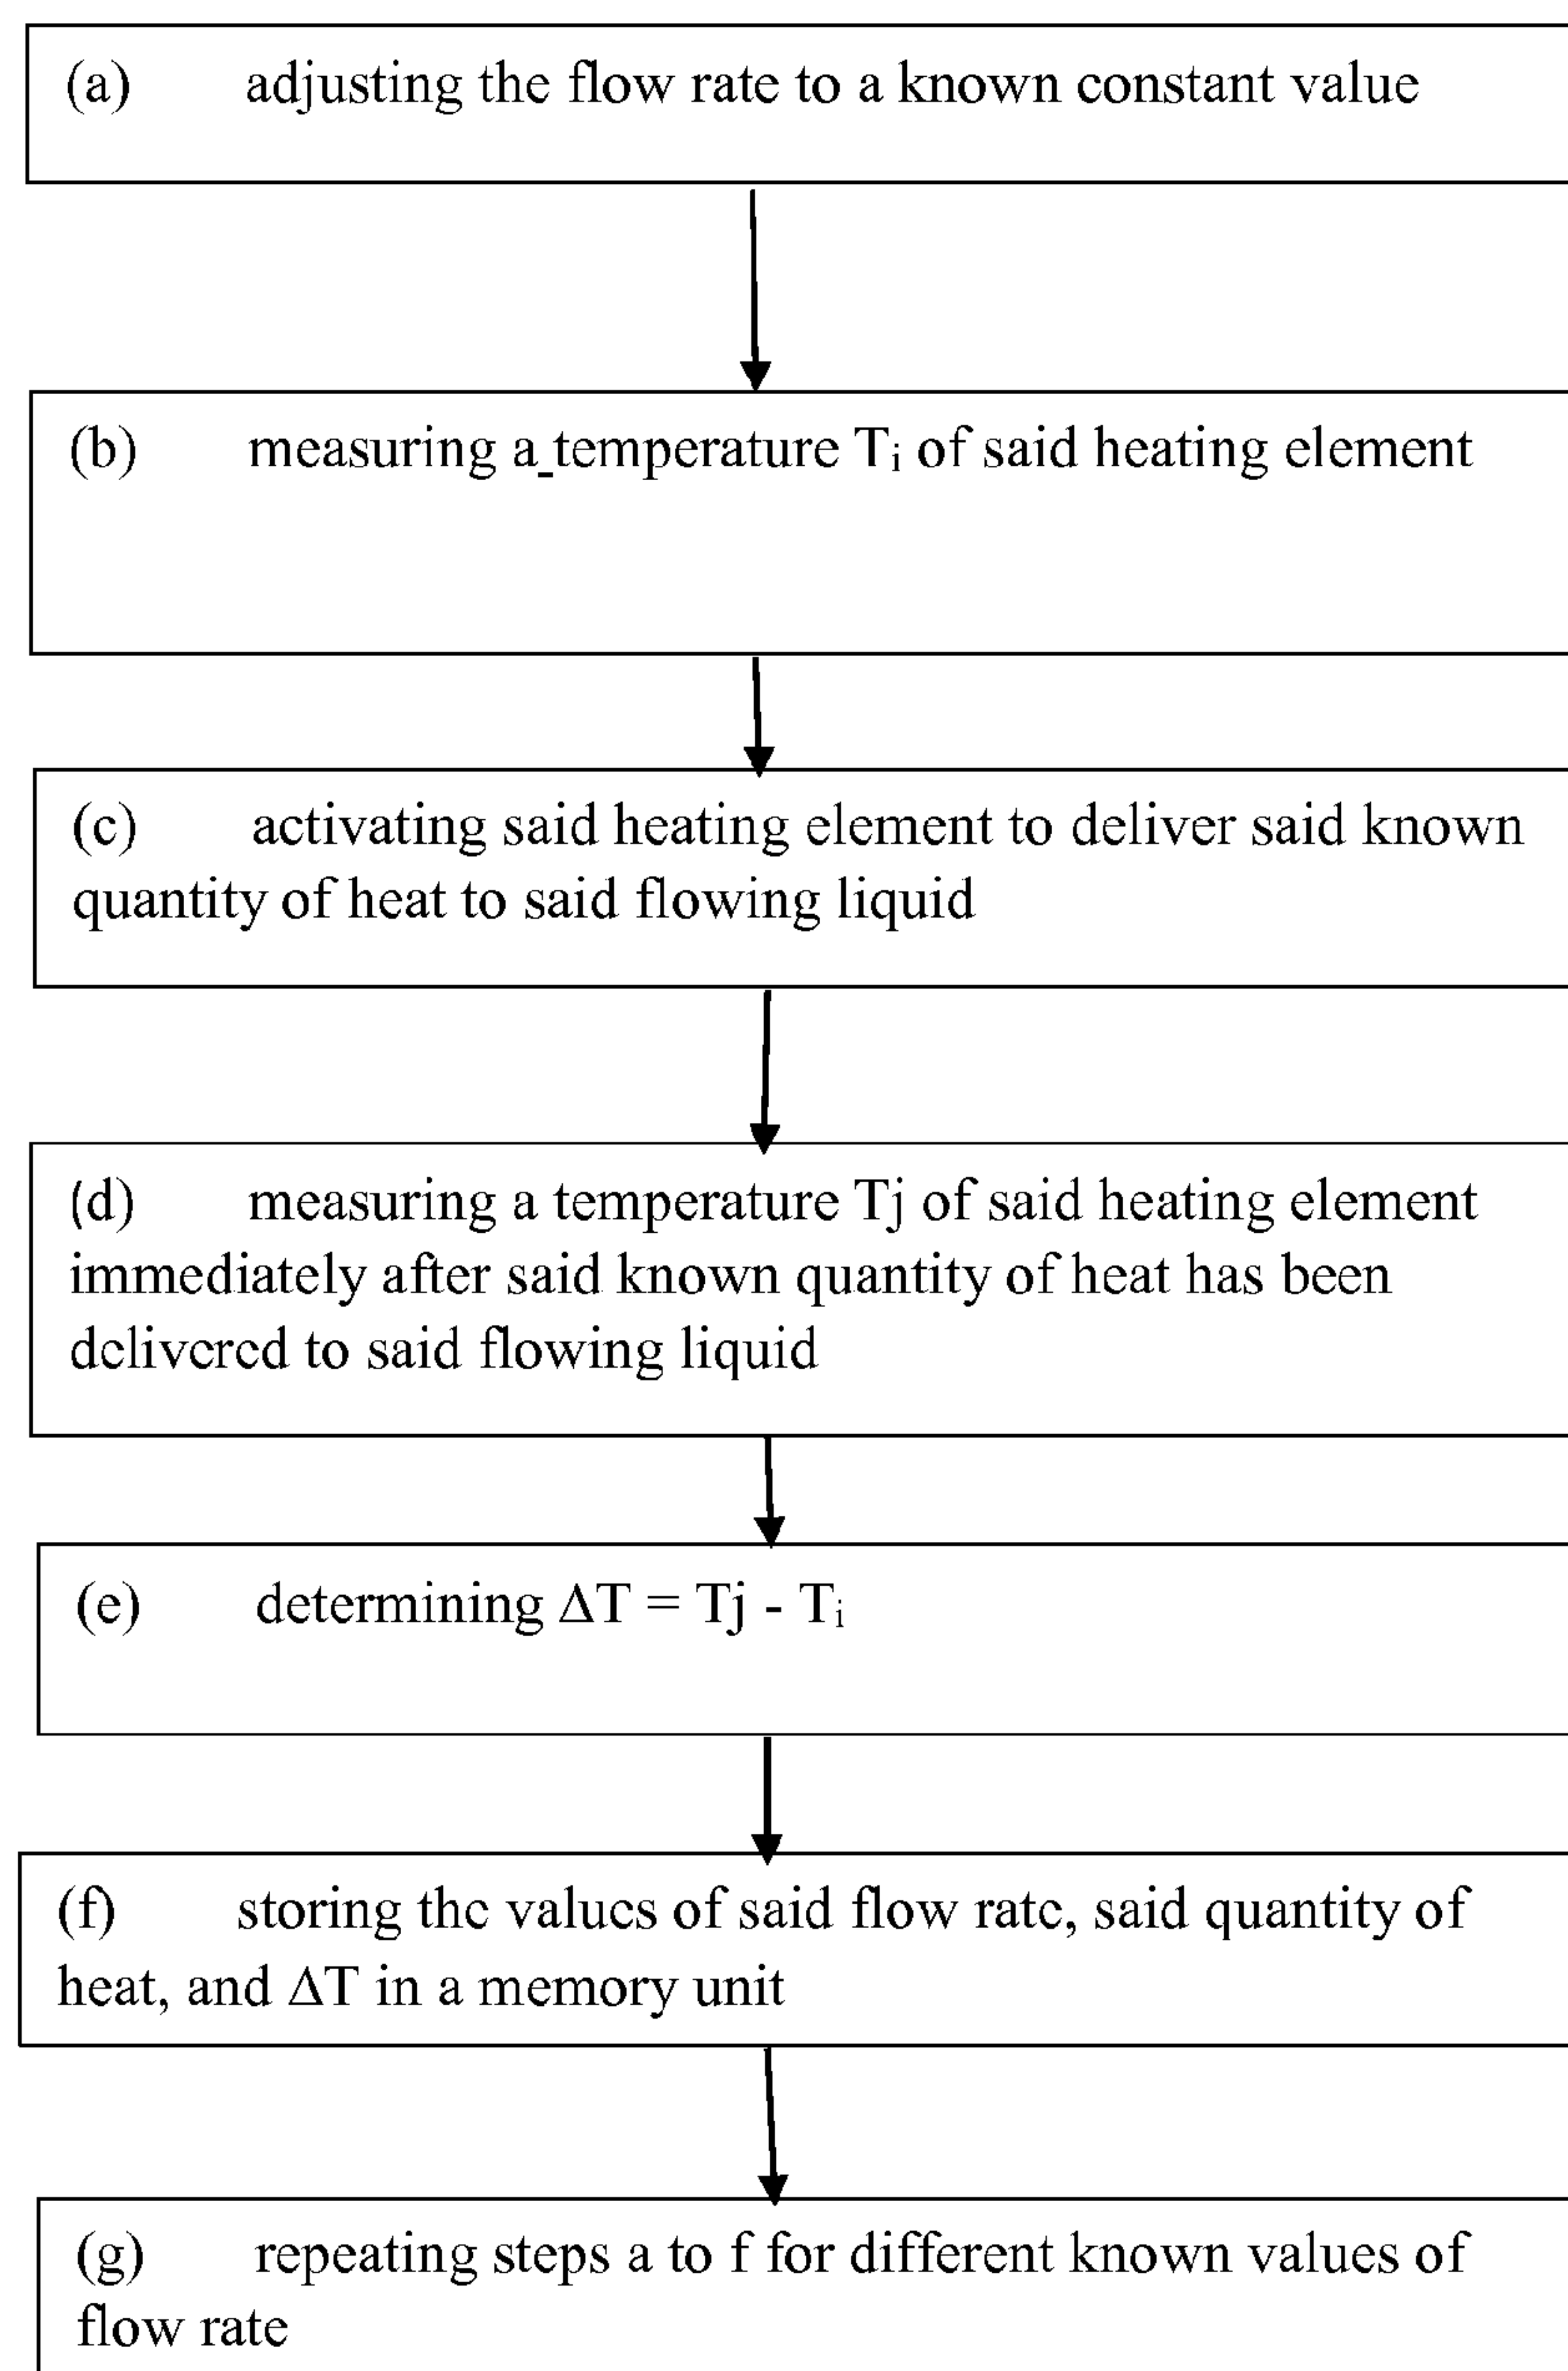 (a) adjusting the flow rate to a known constant value
(b) measuring a temperature Ti of said heating element
(c) activating said heating element to deliver said known
quantity of heat to said flowing liquid
(d) measuring a temperature Tj of said heating element
immediately after said known quantity of heat has been
delivered to said flowing liquid
(e) determining ΔT = Tj - Ti
(f) storing the values of said flow rate, said quantity of
heat, and ΔT in a memory unit
(g) repeating steps a to f for different known values of
flow rate